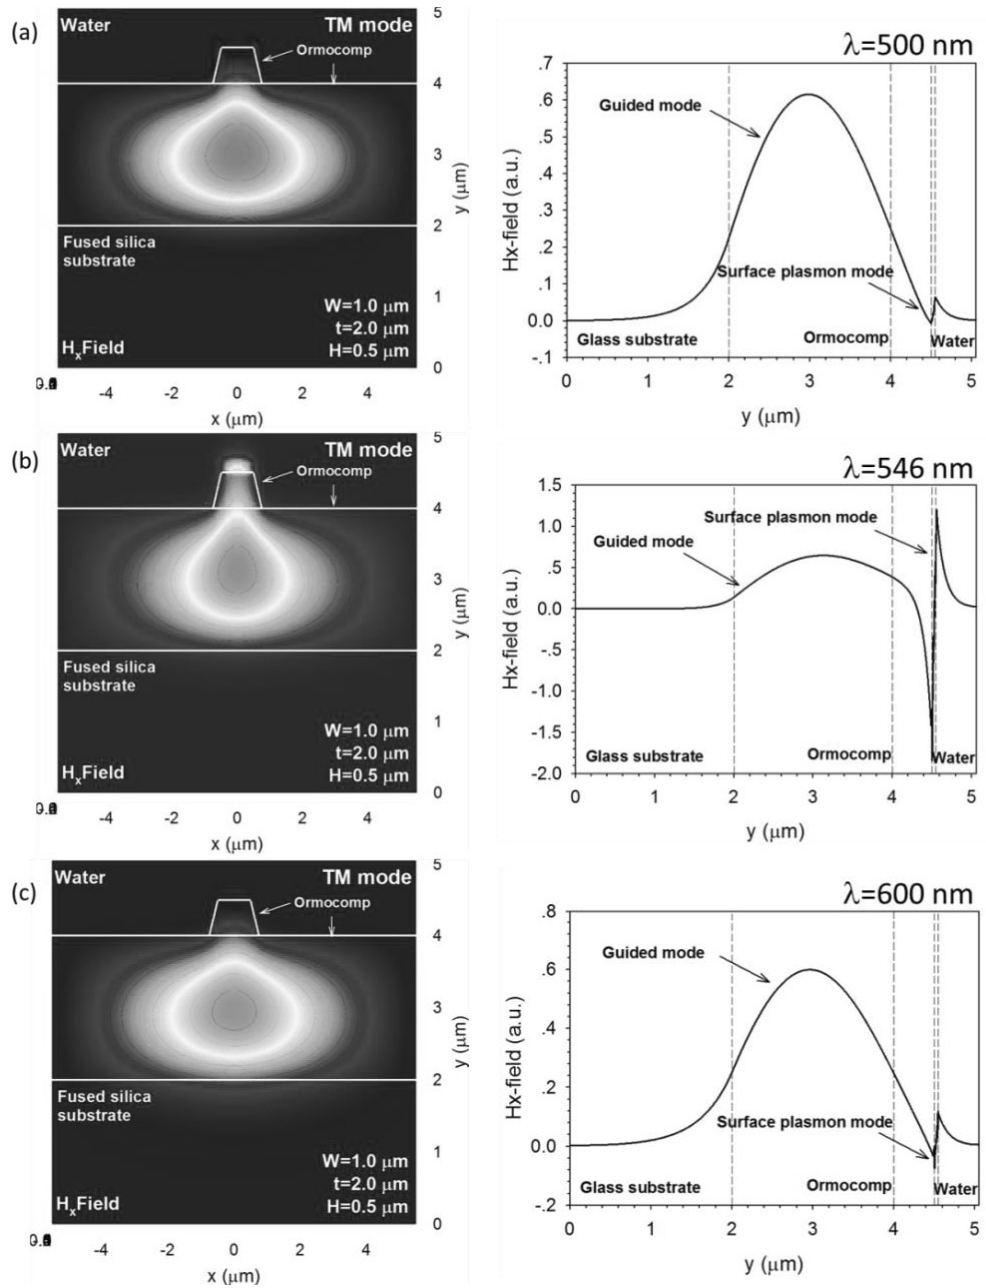 (a)
Water
TM mode
Ormocomp
Fused silica
substrate
W=1.0 μm
t=2.0 μm
H=0.5 μm
HₓField
5
4
3
2
1
0
y (μm)
-4 -2 0 2 4
x (μm)
λ=500 nm
.7
.6
.5
.4
.3
.2
.1
0.0
-.1
Hx-field (a.u.)
Guided mode
Surface plasmon mode
Glass substrate
Ormocomp
Water
0 1 2 3 4 5
y (μm)
(b)
Water
TM mode
Ormocomp
Fused silica
substrate
W=1.0 μm
t=2.0 μm
H=0.5 μm
HₓField
5
4
3
2
1
0
y (μm)
-4 -2 0 2 4
x (μm)
λ=546 nm
1.5
1.0
.5
0.0
-.5
-1.0
-1.5
-2.0
Hx-field (a.u.)
Surface plasmon mode
Guided mode
Glass substrate
Ormocomp
Water
0 1 2 3 4 5
y (μm)
(c)
Water
TM mode
Ormocomp
Fused silica
substrate
W=1.0 μm
t=2.0 μm
H=0.5 μm
HₓField
5
4
3
2
1
0
y (μm)
-4 -2 0 2 4
x (μm)
λ=600 nm
.8
.6
.4
.2
0.0
-.2
Hx-field (a.u.)
Guided mode
Surface plasmon mode
Glass substrate
Ormocomp
Water
0 1 2 3 4 5
y (μm)